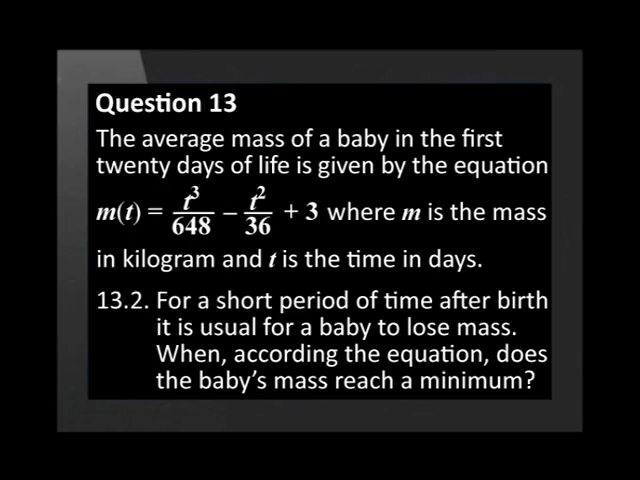 Question 13
The average mass of a baby in the first
twenty days of life is given by the equation
m(t) = t³/648 – t²/36 + 3 where m is the mass
in kilogram and t is the time in days.
13.2. For a short period of time after birth
it is usual for a baby to lose mass.
When, according the equation, does
the baby's mass reach a minimum?